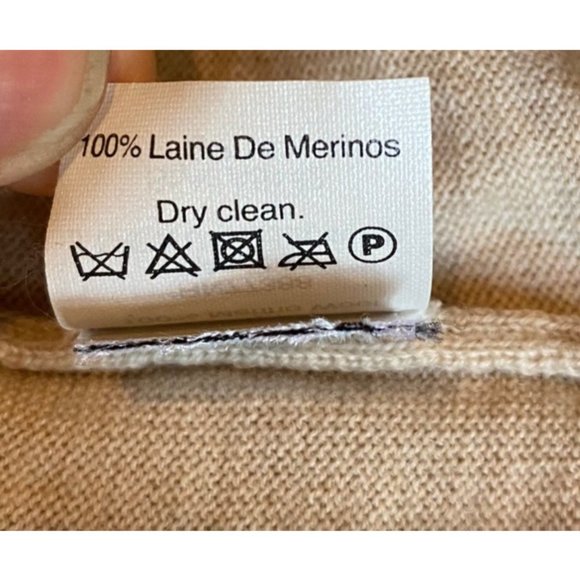 100% Laine De Merinos
Dry clean.
P